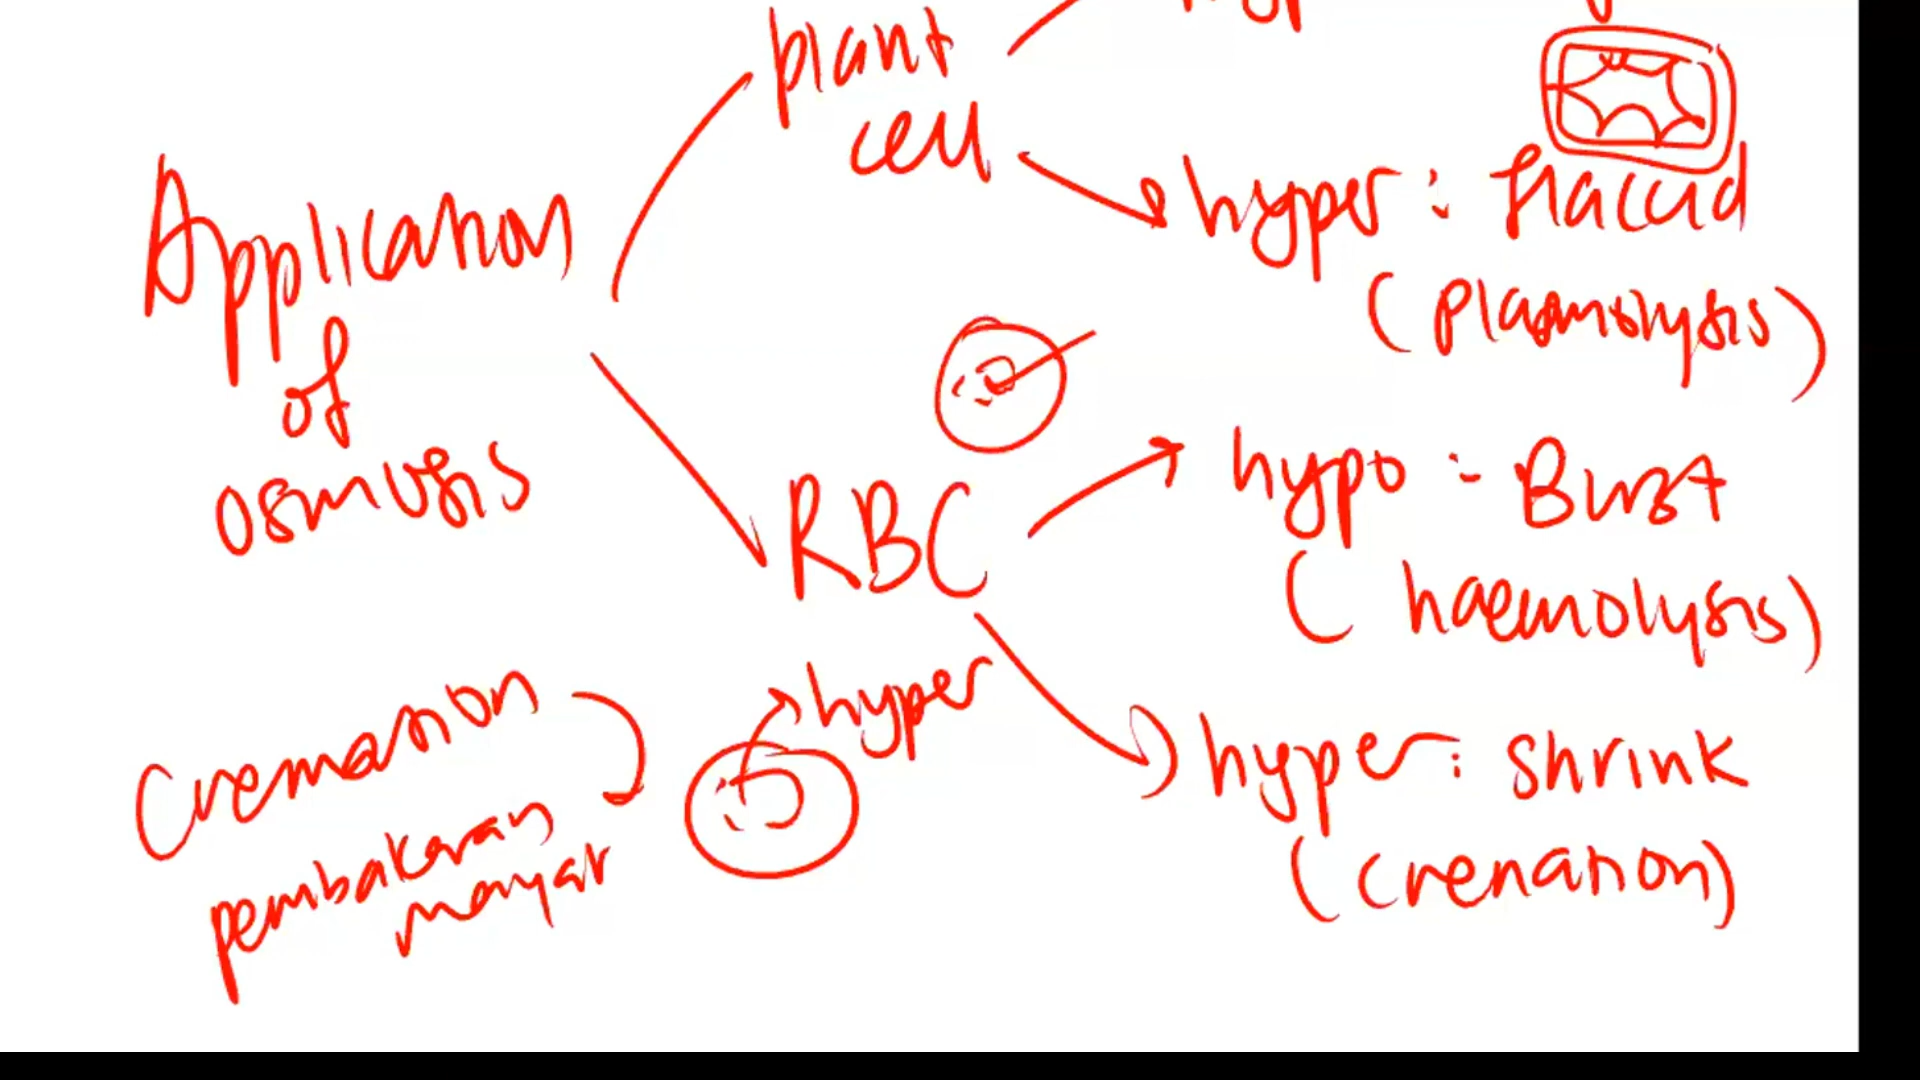 plant
cell
hyper : flaccid
(plasmolysis)
Application
of
osmosis
RBC
hypo : Burst
(haemolysis)
hyper
hyper : shrink
(crenation)
Cremation
pembakaran
mayat